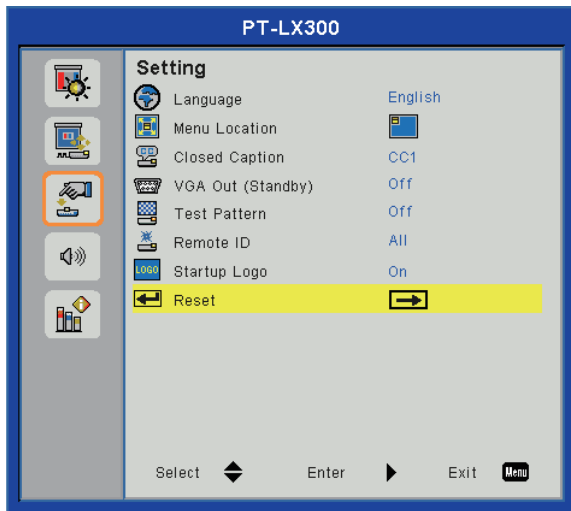 PT-LX300
Setting
Language English
Menu Location
Closed Caption CC1
VGA Out (Standby) Off
Test Pattern Off
Remote ID All
LOGO Startup Logo On
Reset
Select Enter Exit Menu